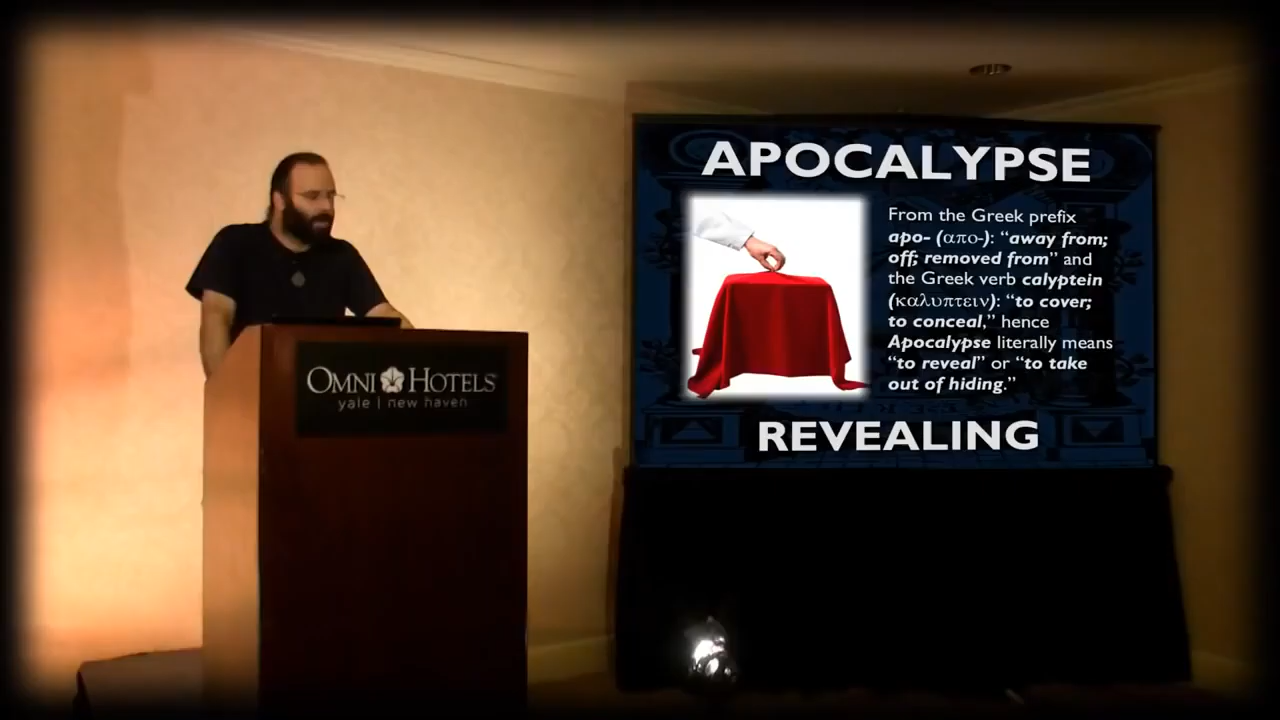 APOCALYPSE
From the Greek prefix
apo- (απο-): “away from;
off; removed from” and
the Greek verb calyptein
(καλυπτειν): “to cover;
to conceal,” hence
Apocalypse literally means
“to reveal” or “to take
out of hiding.”
REVEALING
OMNI HOTELS
yale | new haven